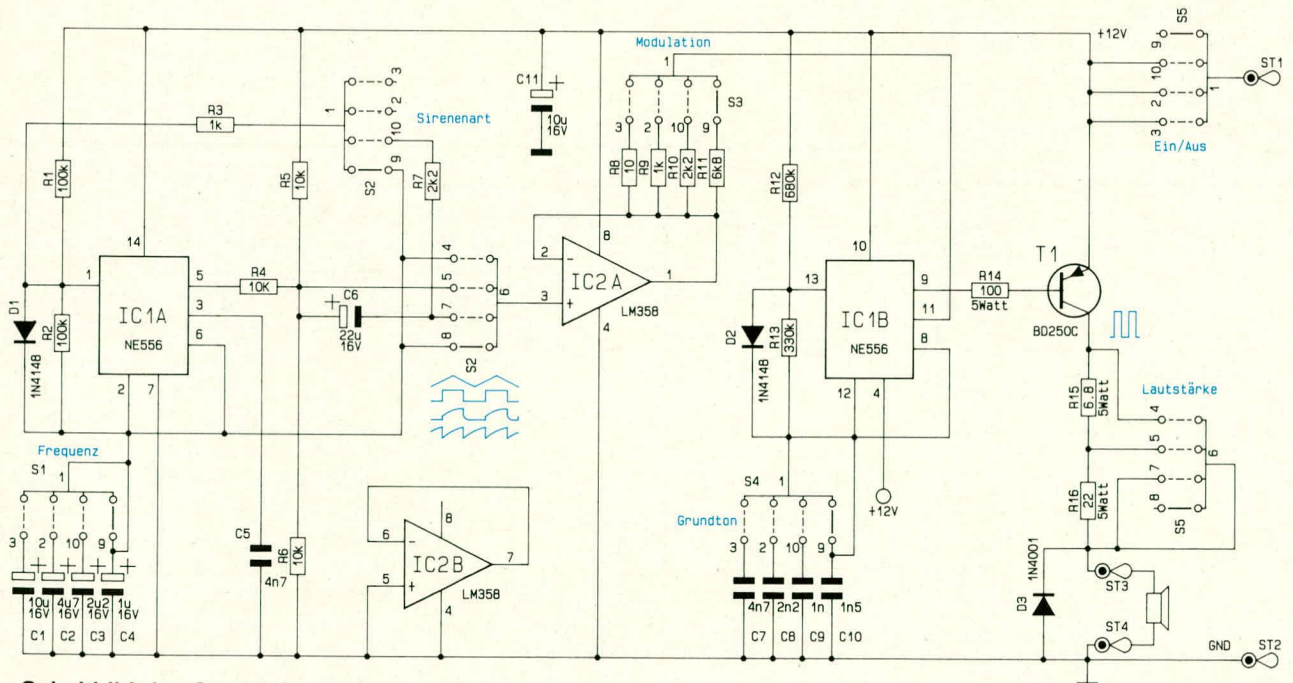 Modulation
+12V
S5
9
10
2
3
1
ST1
Ein/Aus
C11
+
10u
16V
R3
1k
1
3
2
10
9
Sirenenart
S2
1
3
2
10
9
S3
R8
10
R9
1k
R10
2k2
R11
6k8
R1
100k
R5
10k
R7
2k2
R12
680k
14
1
5
3
6
2
7
IC1A
NE556
D1
1N4148
R2
100k
R4
10K
+
C6
22u
16V
4
5
7
8
6
S2
2
3
8
1
4
IC2A
LM358
10
13
9
11
8
12
4
IC1B
NE556
D2
1N4148
R13
330k
R14
100
5Watt
T1
BD250C
R15
6.8
5Watt
Lautstärke
4
5
7
8
6
S5
R16
22
5Watt
Frequenz
S1
1
3
2
10
9
+
+
+
+
10u
16V
4u7
16V
2u2
16V
1u
16V
C1
C2
C3
C4
C5
4n7
R6
10k
6
5
8
7
4
IC2B
LM358
Grundton
S4
1
3
2
10
9
+12V
4n7
2n2
1n
1n5
C7
C8
C9
C10
1N4001
D3
ST3
ST4
GND
ST2